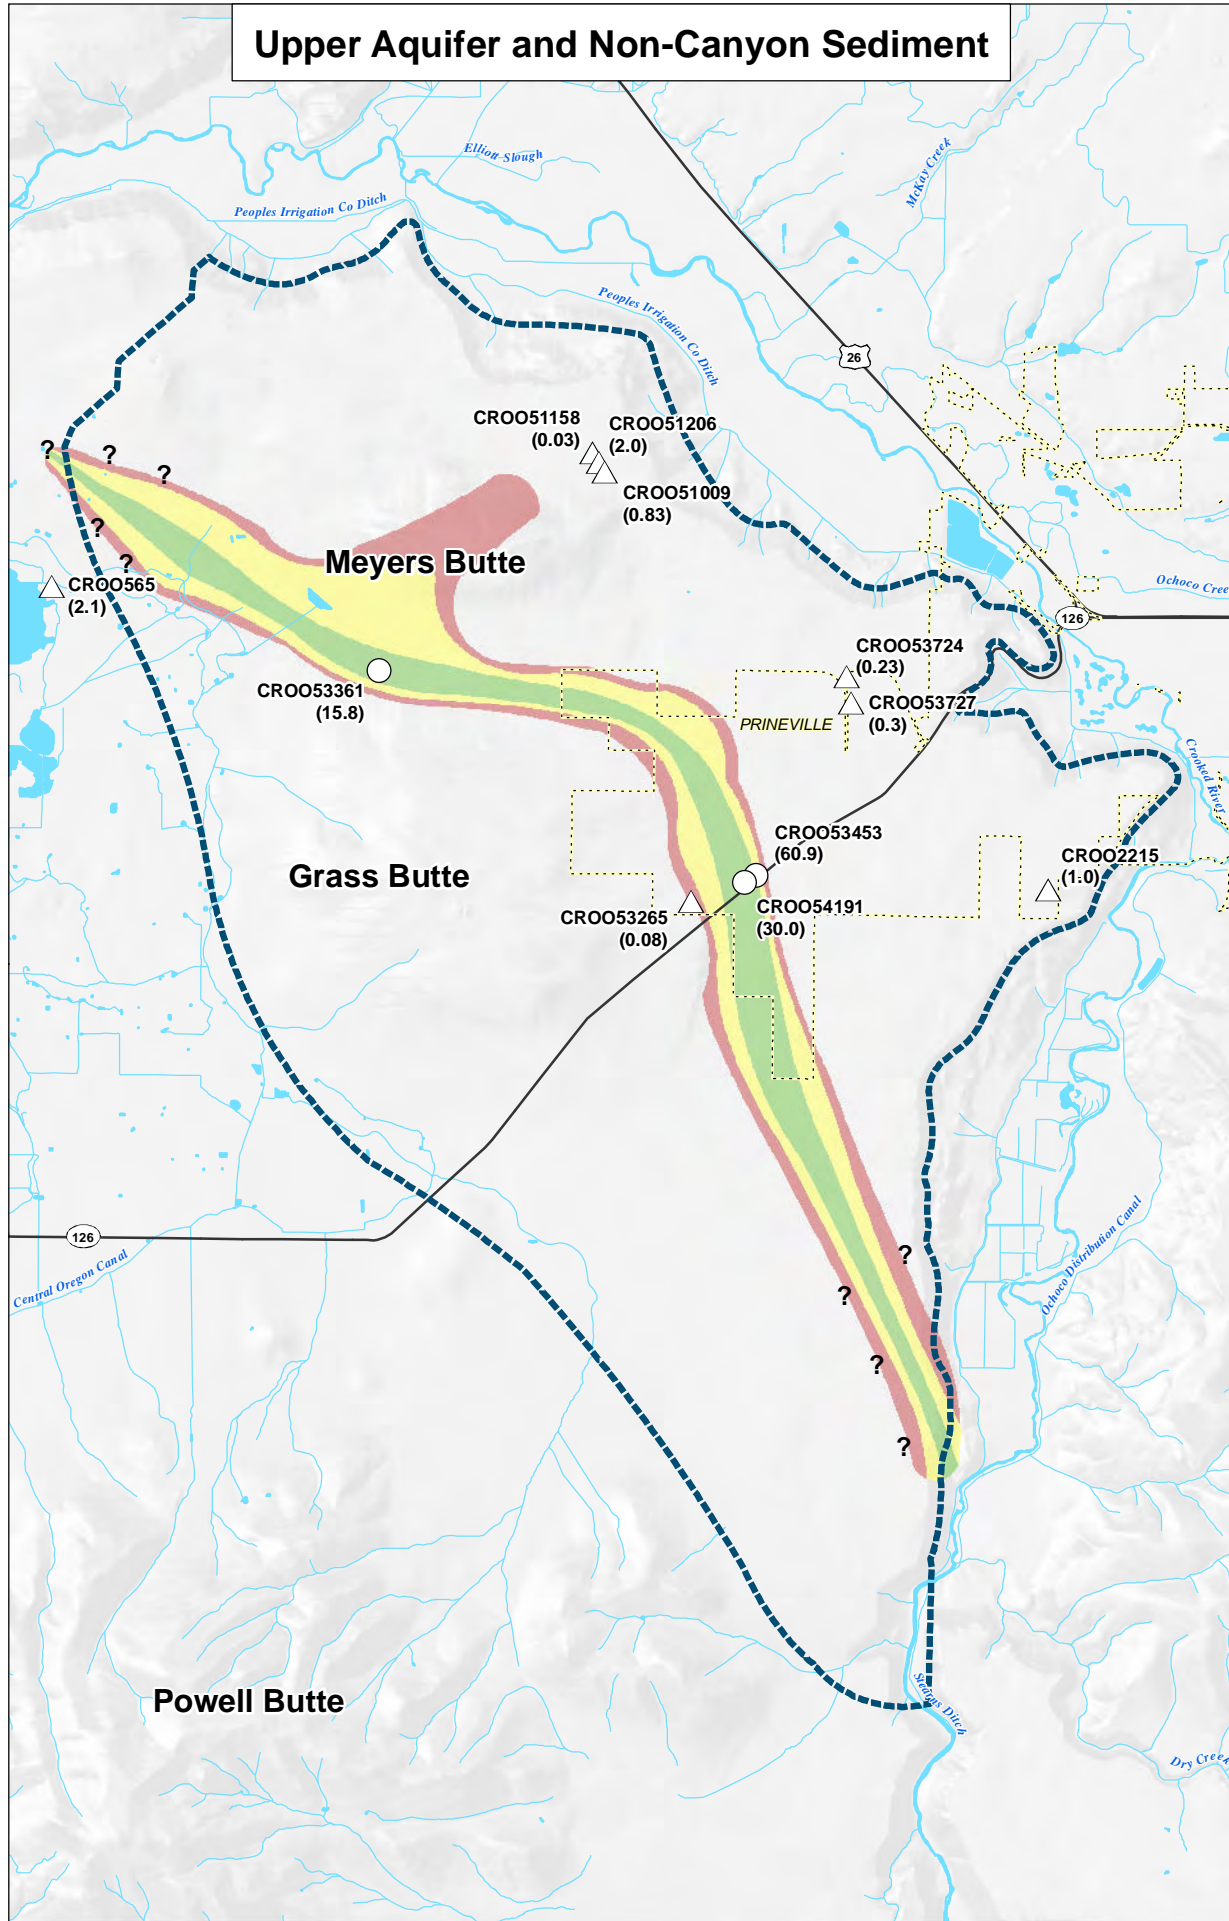 Upper Aquifer and Non-Canyon Sediment
McKay Creek
Elliott Slough
Peoples Irrigation Co Ditch
Peoples Irrigation Co Ditch
26
CROO51158
(0.03)
CROO51206
(2.0)
CROO51009
(0.83)
?
?
?
?
?
Meyers Butte
CROO565
(2.1)
Ochoco Cree
126
CROO53724
(0.23)
CROO53361
(15.8)
CROO53727
(0.3)
PRINEVILLE
Crooked River
CROO53453
(60.9)
CROO2215
(1.0)
Grass Butte
CROO53265
(0.08)
CROO54191
(30.0)
126
Central Oregon Canal
Ochoco Distribution Canal
?
?
?
?
Powell Butte
Stearns Ditch
Dry Creek